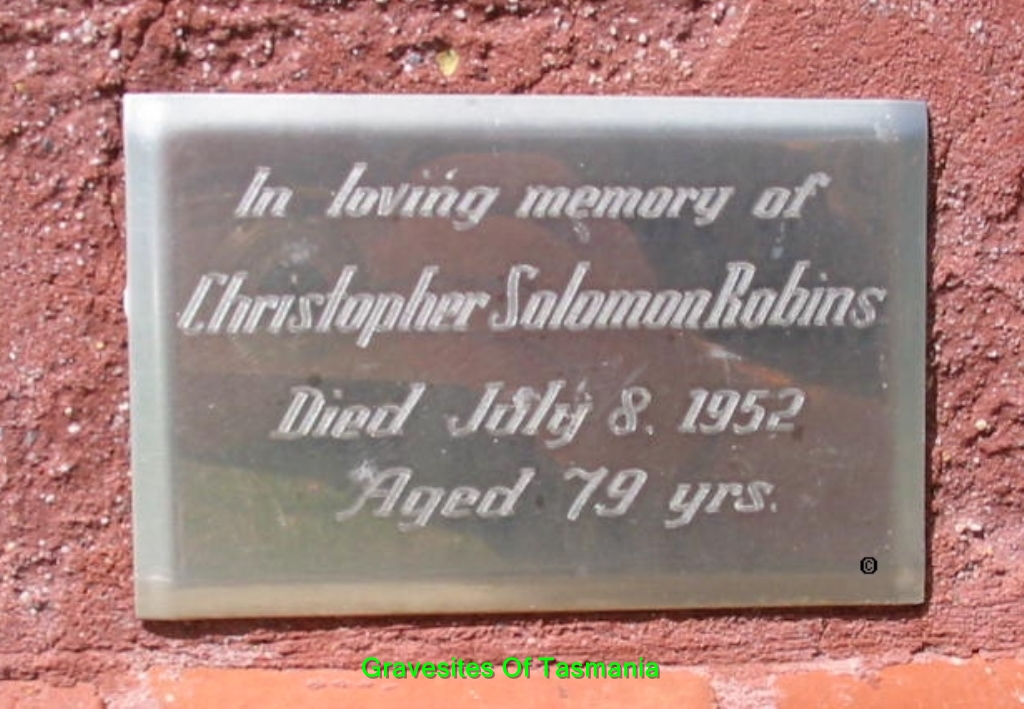 In loving memory of
Christopher Solomon Robins
Died July 8. 1952
Aged 79 yrs.
©
Gravesites Of Tasmania